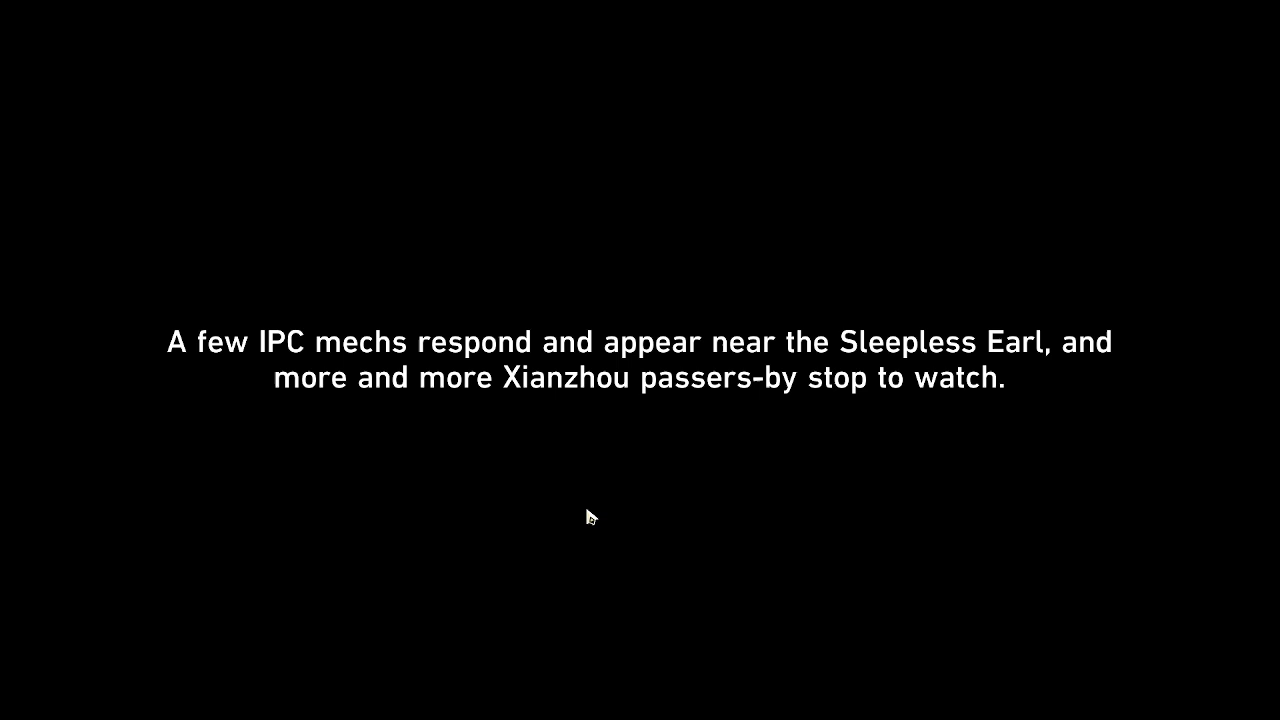 A few IPC mechs respond and appear near the Sleepless Earl, and
more and more Xianzhou passers-by stop to watch.